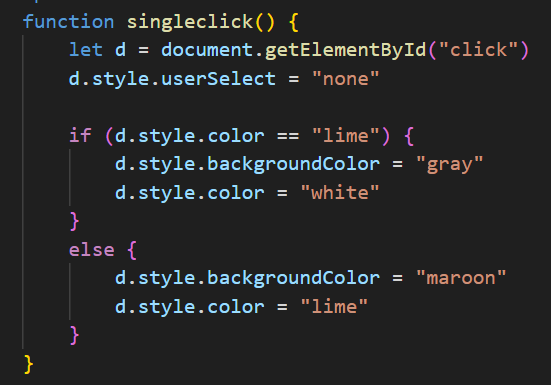 function singleclick() {
    let d = document.getElementById("click")
    d.style.userSelect = "none"

    if (d.style.color == "lime") {
        d.style.backgroundColor = "gray"
        d.style.color = "white"
    }
    else {
        d.style.backgroundColor = "maroon"
        d.style.color = "lime"
    }
}